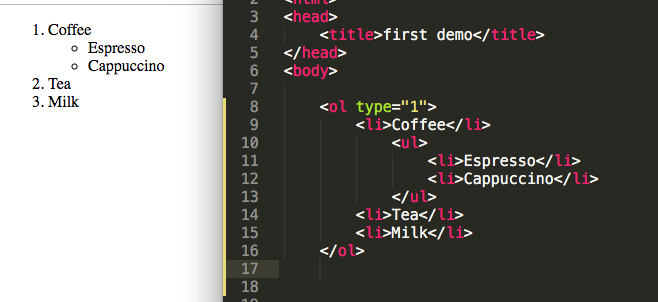 1. Coffee
○ Espresso
○ Cappuccino
2. Tea
3. Milk
2 <html>
3 <head>
4 <title>first demo</title>
5 </head>
6 <body>
7
8 <ol type="1">
9 <li>Coffee</li>
10 <ul>
11 <li>Espresso</li>
12 <li>Cappuccino</li>
13 </ul>
14 <li>Tea</li>
15 <li>Milk</li>
16 </ol>
17
18